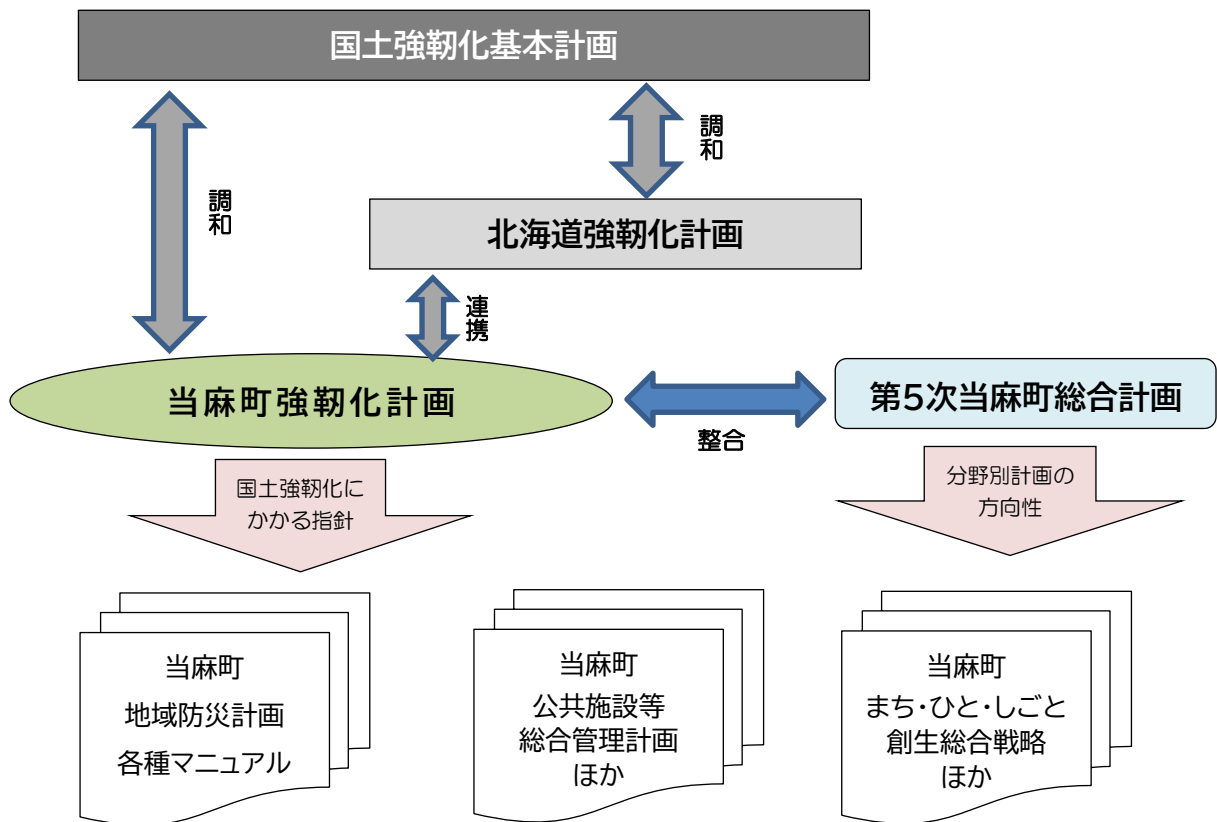 国土強靭化基本計画
調和
調和
北海道強靭化計画
連携
当麻町強靭化計画
第5次当麻町総合計画
整合
国土強靭化に
かかる指針
分野別計画の
方向性
当麻町
地域防災計画
各種マニュアル
当麻町
公共施設等
総合管理計画
ほか
当麻町
まち・ひと・しごと
創生総合戦略
ほか